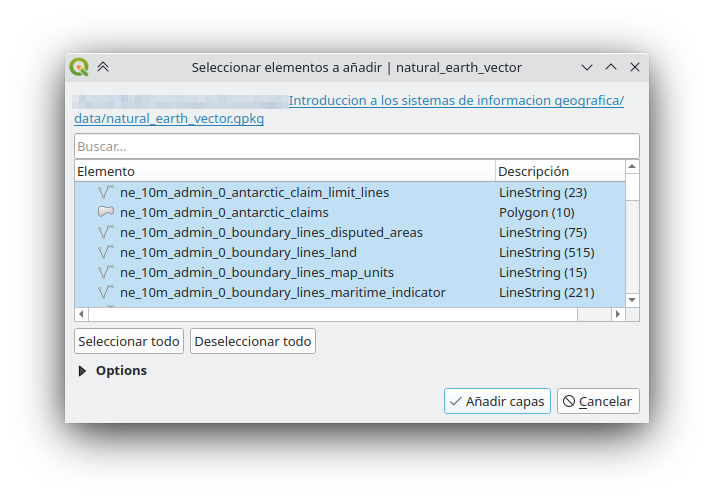 Seleccionar elementos a añadir | natural_earth_vector
Introduccion a los sistemas de informacion geografica/
data/natural_earth_vector.gpkg
Buscar...
Elemento Descripción
ne_10m_admin_0_antarctic_claim_limit_lines LineString (23)
ne_10m_admin_0_antarctic_claims Polygon (10)
ne_10m_admin_0_boundary_lines_disputed_areas LineString (75)
ne_10m_admin_0_boundary_lines_land LineString (515)
ne_10m_admin_0_boundary_lines_map_units LineString (15)
ne_10m_admin_0_boundary_lines_maritime_indicator LineString (221)
Seleccionar todo Deseleccionar todo
Options
Añadir capas Cancelar